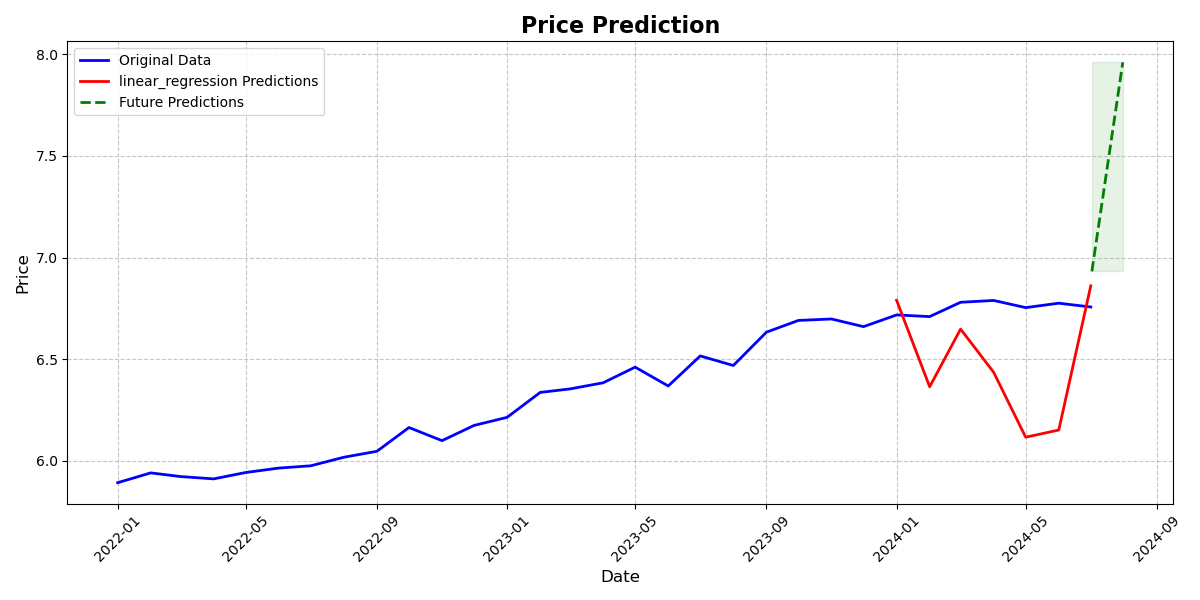 Price Prediction
Original Data
linear_regression Predictions
Future Predictions
8.0
7.5
7.0
6.5
6.0
Price
2022-01
2022-05
2022-09
2023-01
2023-05
2023-09
2024-01
2024-05
2024-09
Date